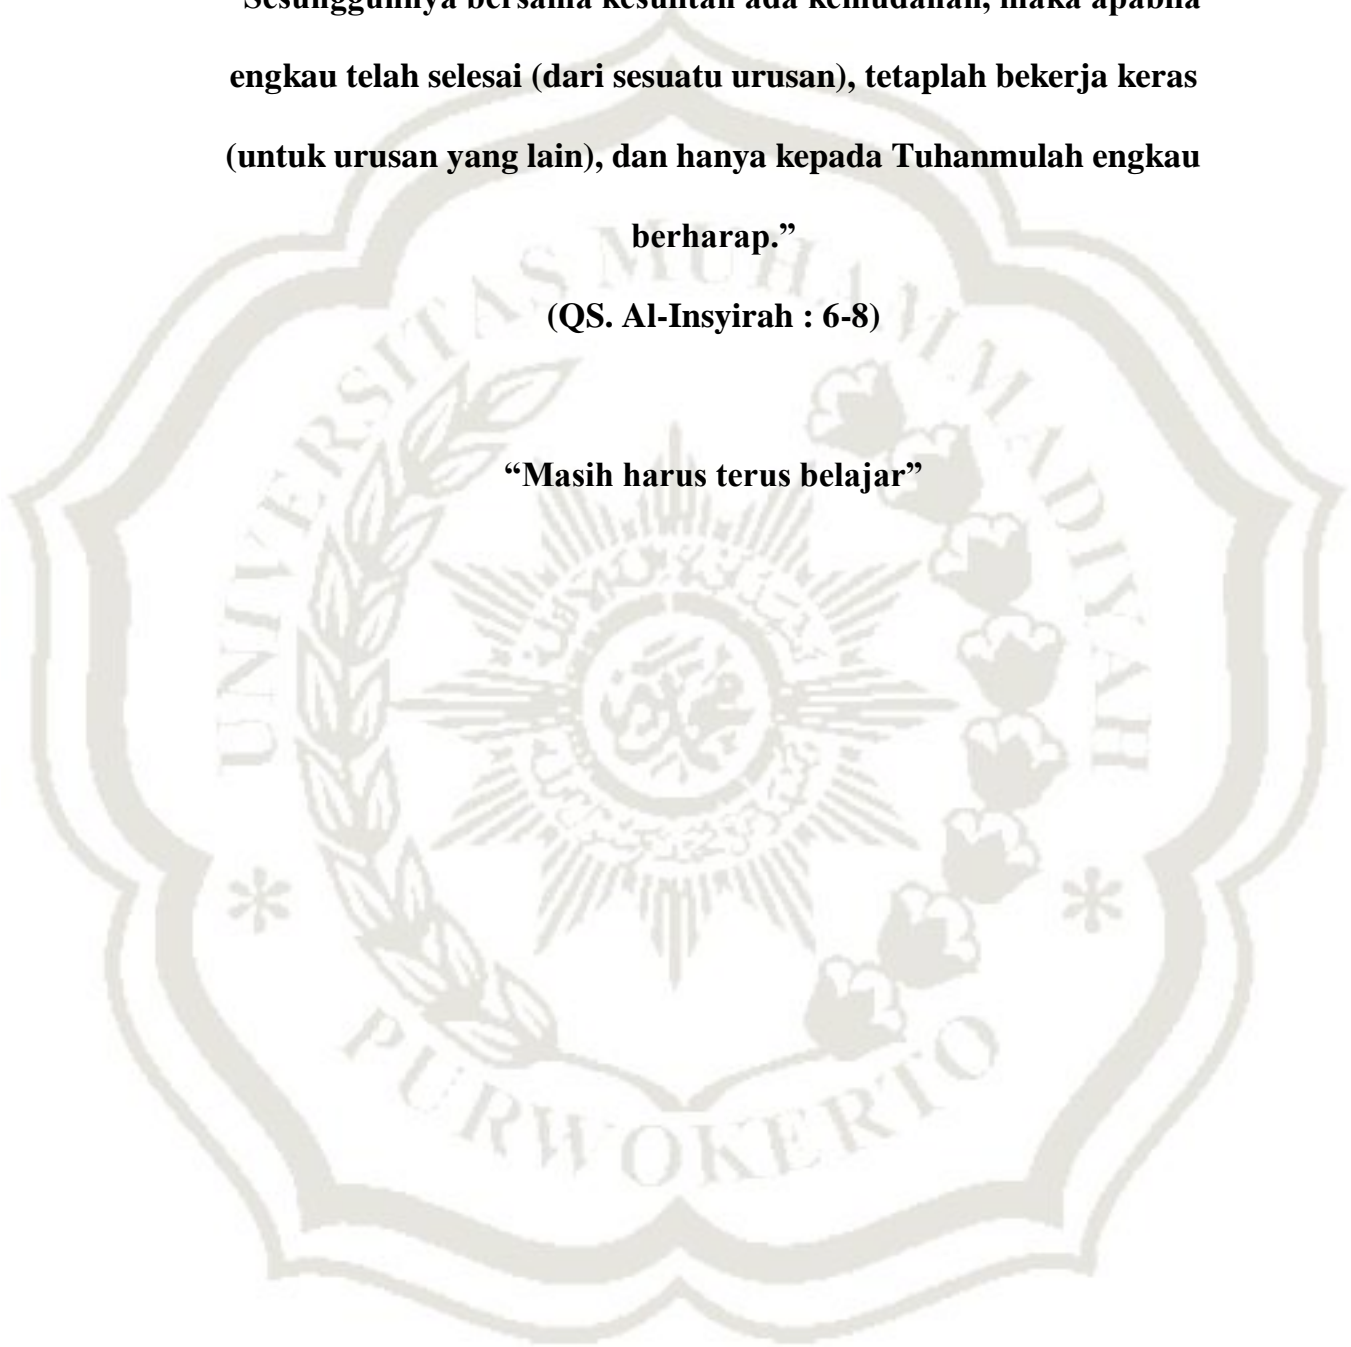 Sesungguhnya bersama kesulitan ada kemudahan, maka apabila
engkau telah selesai (dari sesuatu urusan), tetaplah bekerja keras
(untuk urusan yang lain), dan hanya kepada Tuhanmulah engkau
berharap.”
(QS. Al-Insyirah : 6-8)
“Masih harus terus belajar”
UNIVERSITAS MUHAMMADIYAH
PURWOKERTO